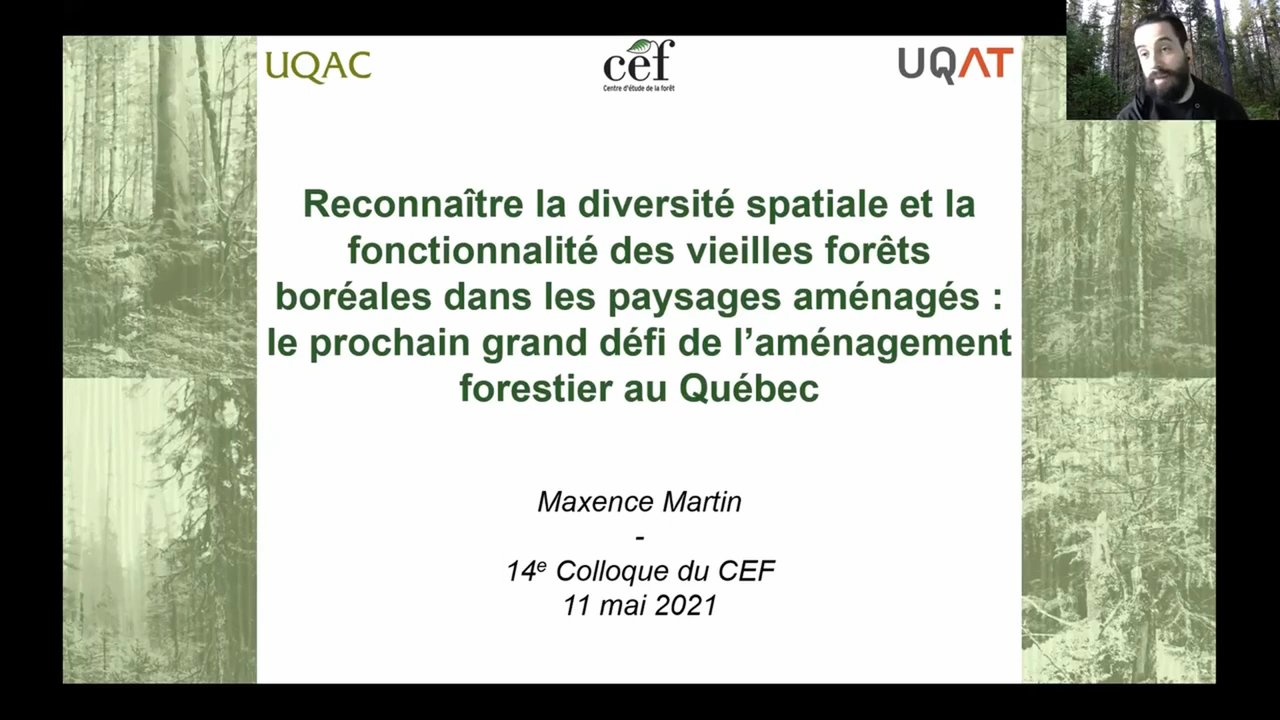 UQAC
cef
Centre d'étude de la forêt
UQAT
Reconnaître la diversité spatiale et la
fonctionnalité des vieilles forêts
boréales dans les paysages aménagés :
le prochain grand défi de l’aménagement
forestier au Québec
Maxence Martin
-
14e Colloque du CEF
11 mai 2021